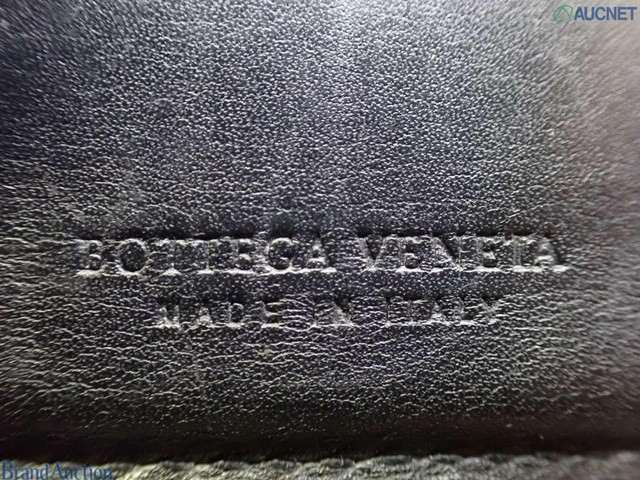 AUCNET
BOTTEGA VENETA
MADE IN ITALY
Brand Auction